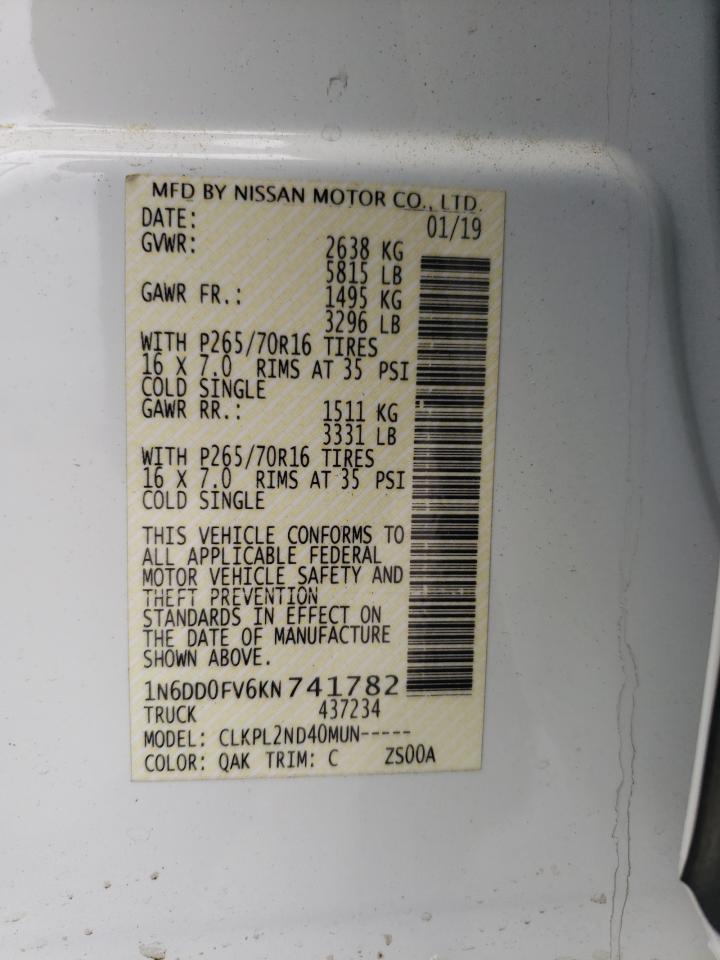 MFD BY NISSAN MOTOR CO., LTD.
DATE: 01/19
GVWR: 2638 KG
5815 LB
GAWR FR.: 1495 KG
3296 LB
WITH P265/70R16 TIRES
16 X 7.0 RIMS AT 35 PSI
COLD SINGLE
GAWR RR.: 1511 KG
3331 LB
WITH P265/70R16 TIRES
16 X 7.0 RIMS AT 35 PSI
COLD SINGLE
THIS VEHICLE CONFORMS TO
ALL APPLICABLE FEDERAL
MOTOR VEHICLE SAFETY AND
THEFT PREVENTION
STANDARDS IN EFFECT ON
THE DATE OF MANUFACTURE
SHOWN ABOVE.
1N6DD0FV6KN741782
TRUCK 437234
MODEL: CLKPL2ND40MUN-----
COLOR: QAK TRIM: C ZS00A